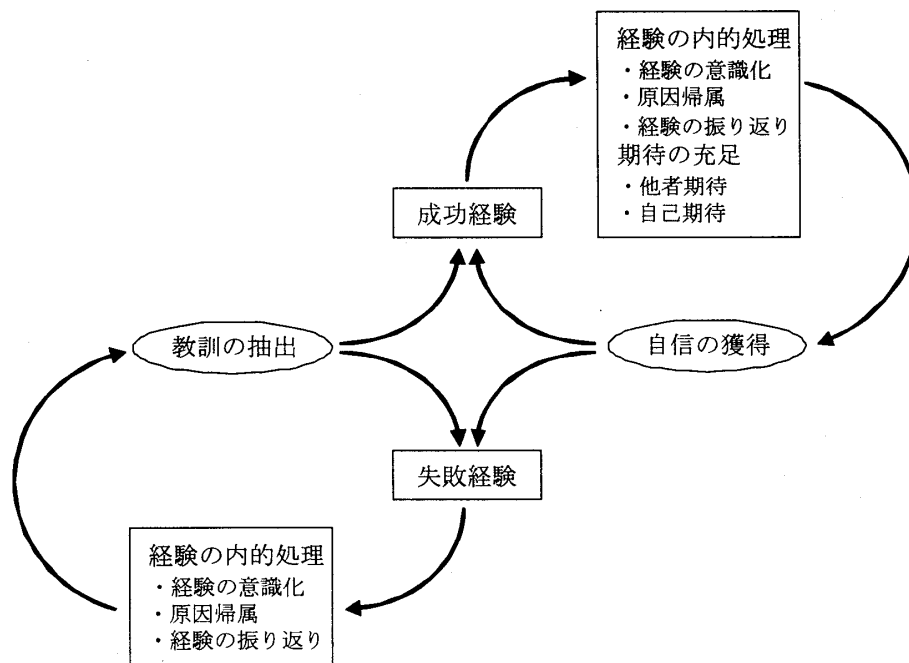 経験の内的処理
・経験の意識化
・原因帰属
・経験の振り返り
期待の充足
・他者期待
・自己期待
成功経験
教訓の抽出
自信の獲得
失敗経験
経験の内的処理
・経験の意識化
・原因帰属
・経験の振り返り